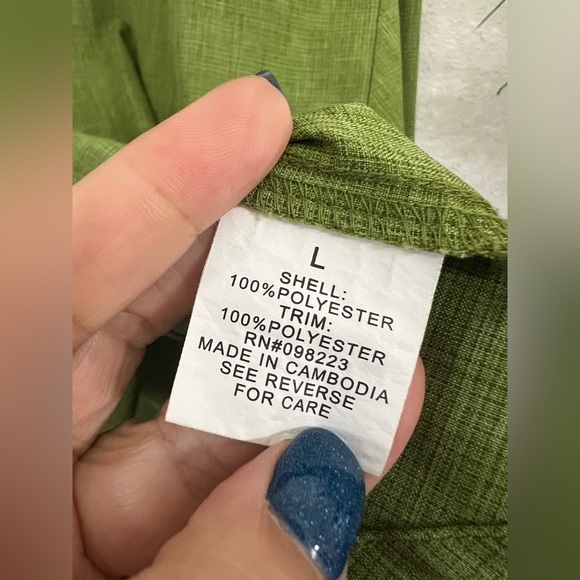 L
SHELL:
100%POLYESTER
TRIM:
100%POLYESTER
RN#098223
MADE IN CAMBODIA
SEE REVERSE
FOR CARE